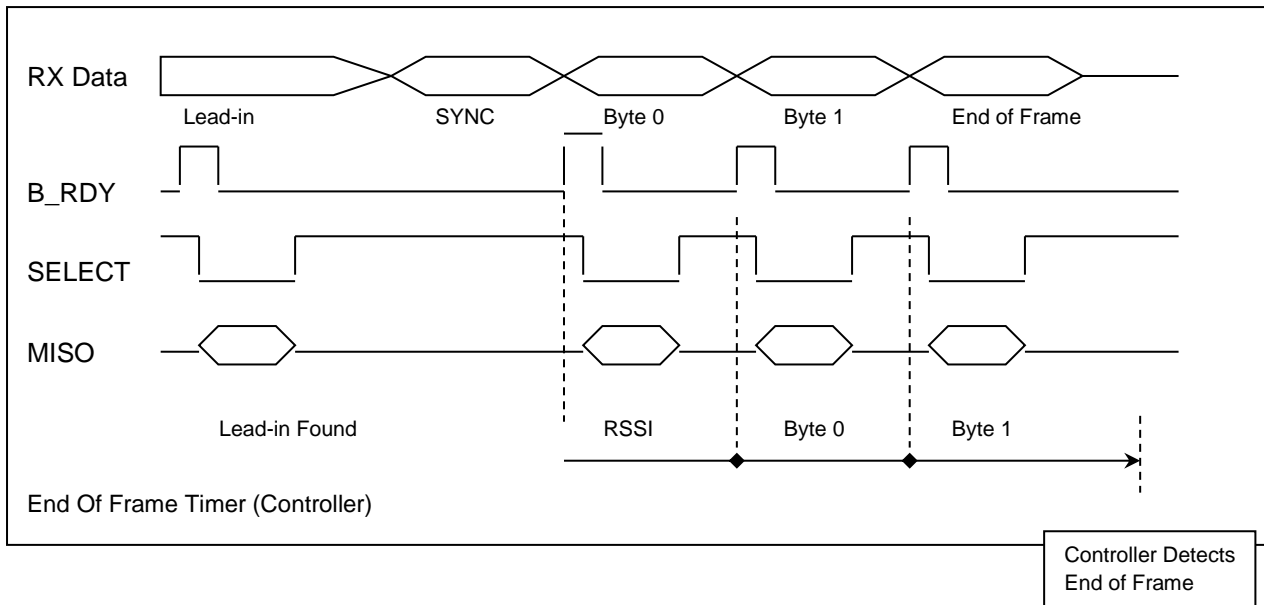 RX Data
Lead-in SYNC Byte 0 Byte 1 End of Frame
B_RDY
SELECT
MISO
Lead-in Found RSSI Byte 0 Byte 1
End Of Frame Timer (Controller)
Controller Detects
End of Frame